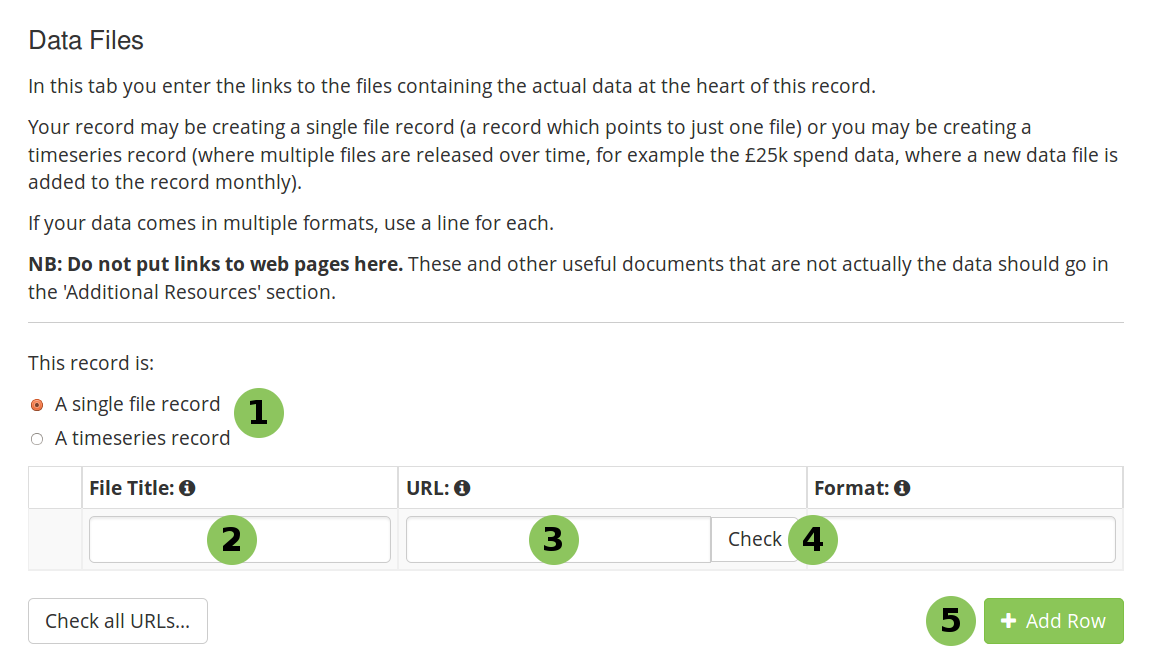 Data Files
In this tab you enter the links to the files containing the actual data at the heart of this record.
Your record may be creating a single file record (a record which points to just one file) or you may be creating a
timeseries record (where multiple files are released over time, for example the £25k spend data, where a new data file is
added to the record monthly).
If your data comes in multiple formats, use a line for each.
NB: Do not put links to web pages here. These and other useful documents that are not actually the data should go in
the 'Additional Resources' section.
This record is:
A single file record
1
A timeseries record
File Title: URL: Format:
2 3 Check 4
Check all URLs... 5 Add Row